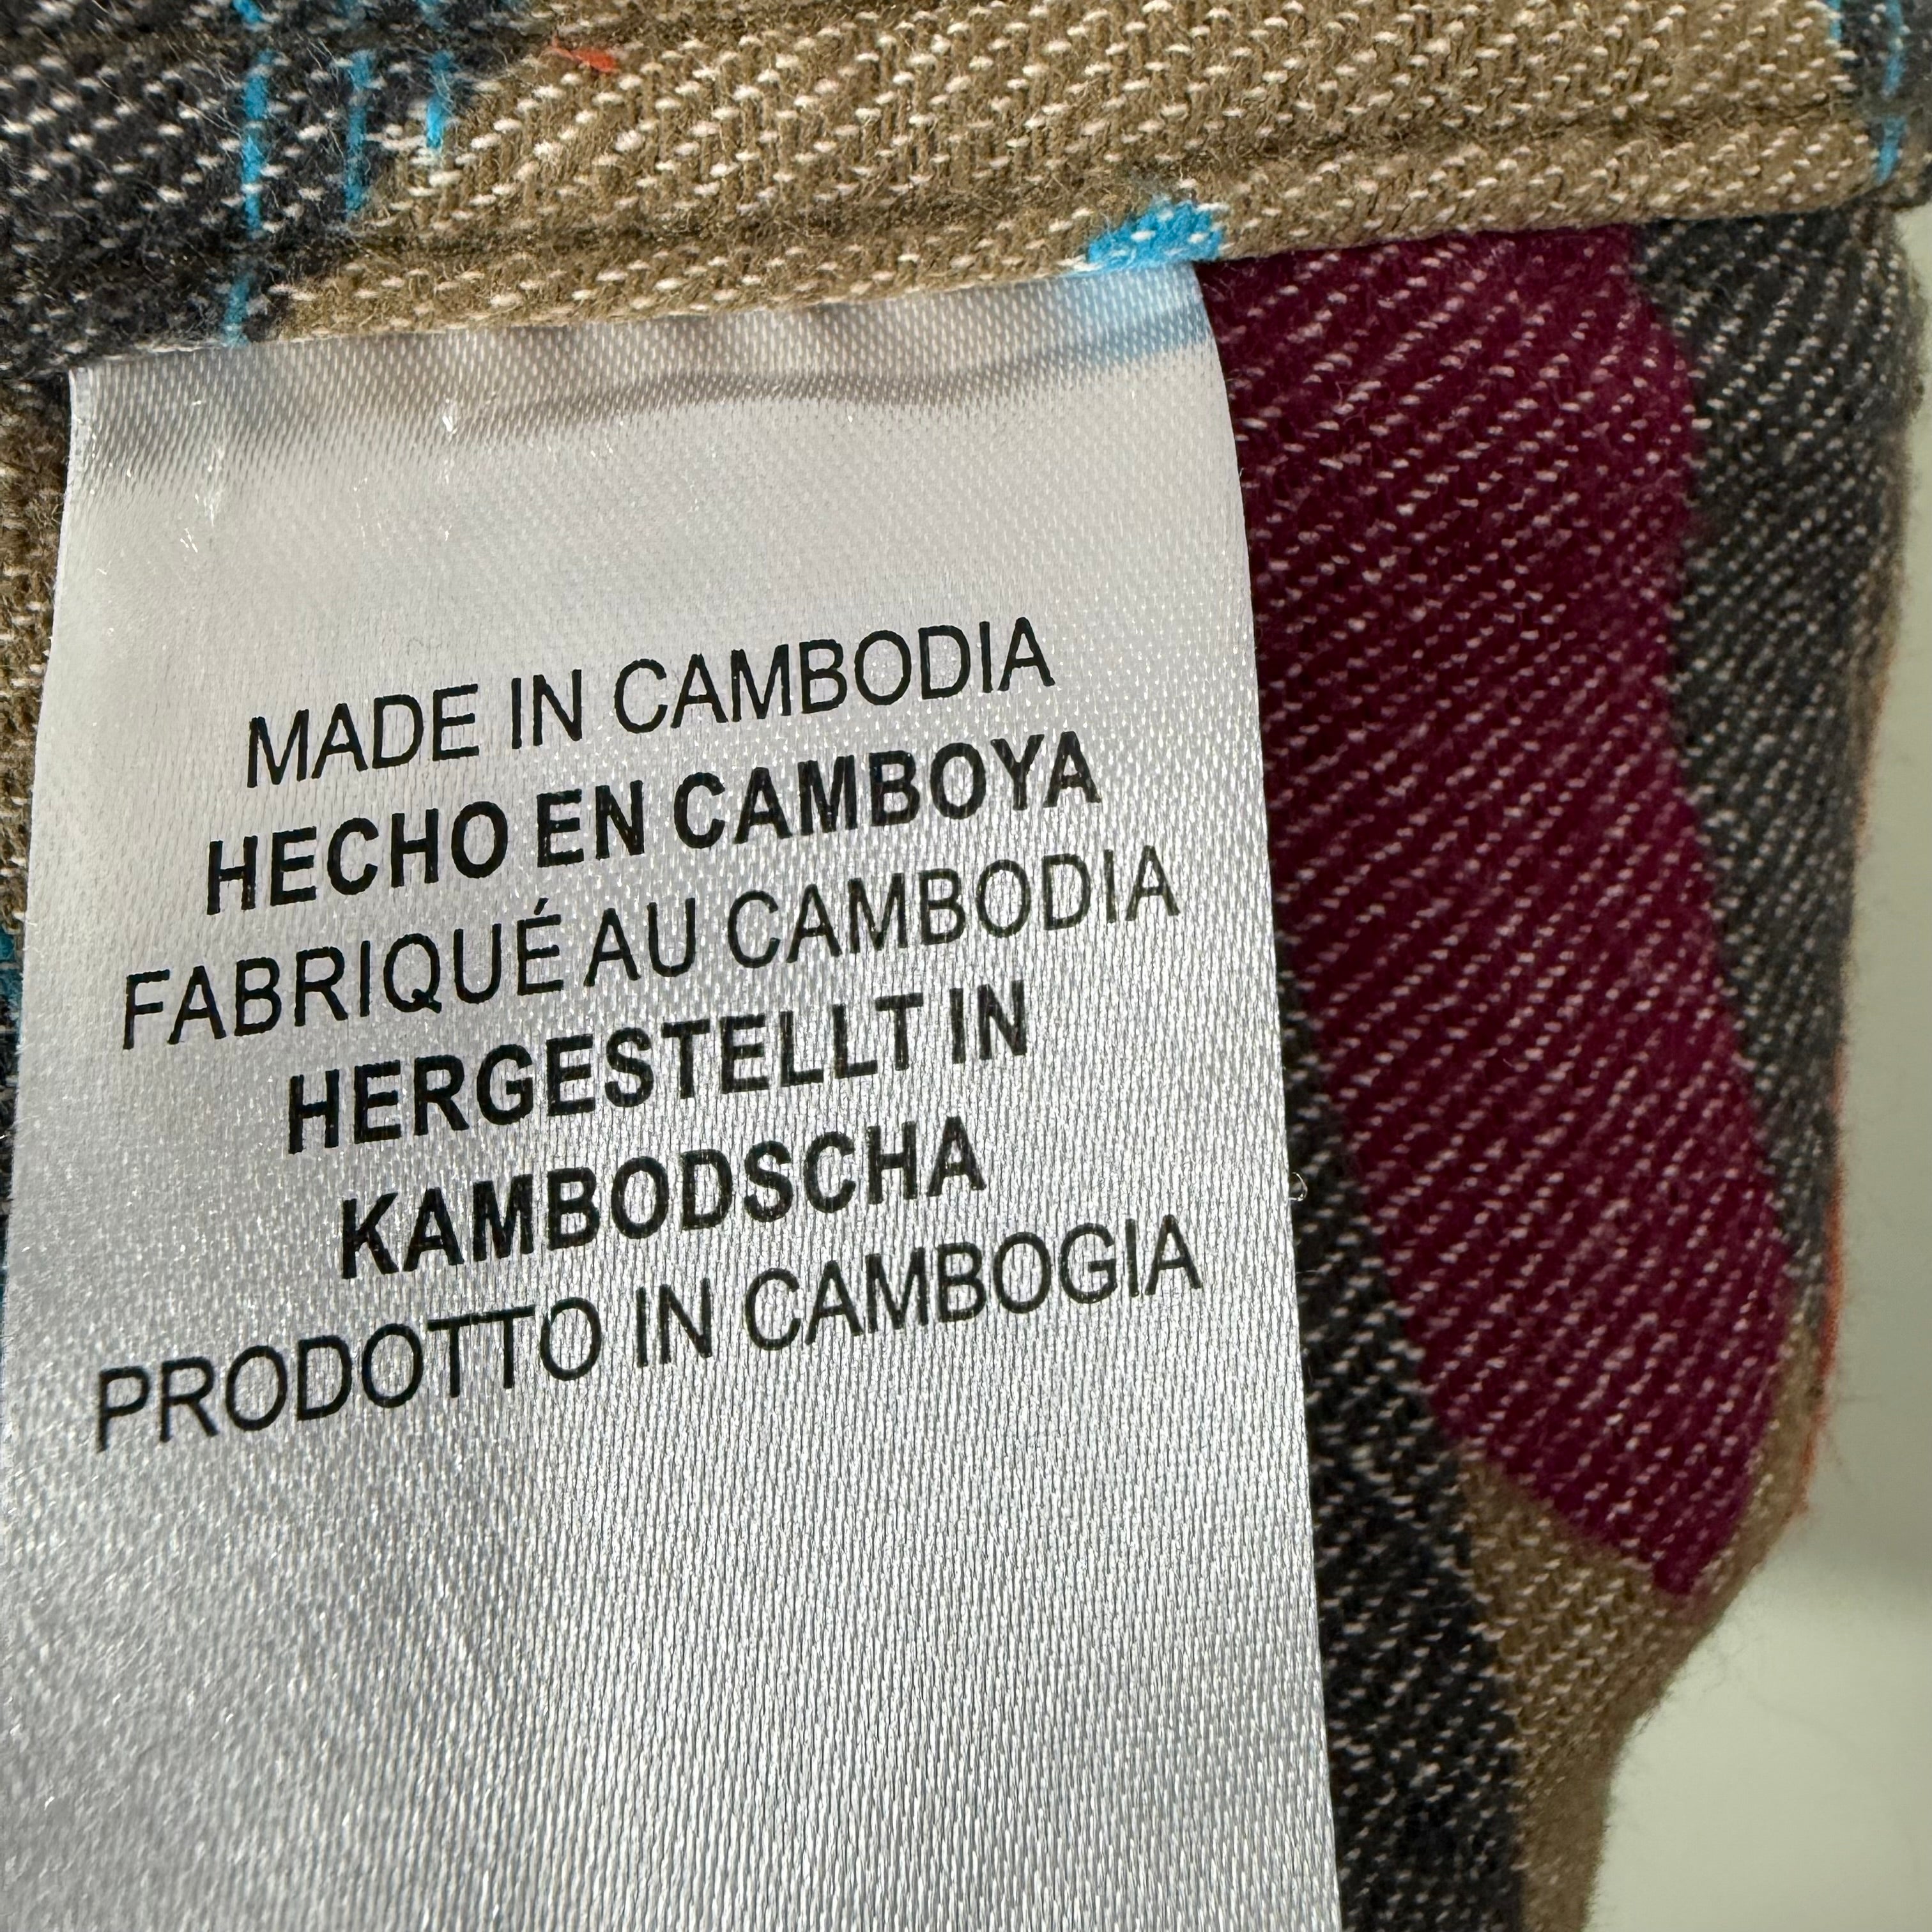 MADE IN CAMBODIA
HECHO EN CAMBOYA
FABRIQUÉ AU CAMBODIA
HERGESTELLT IN
KAMBODSCHA
PRODOTTO IN CAMBOGIA